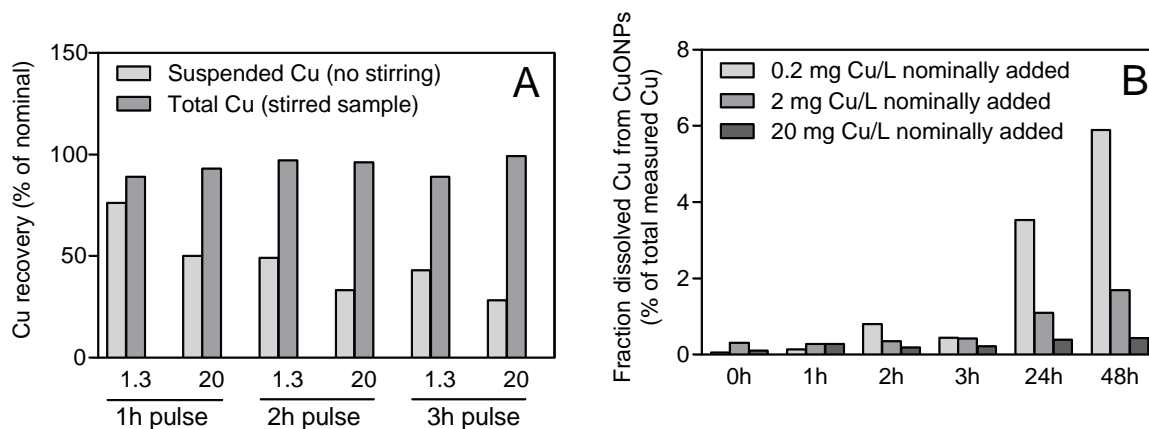 A
Cu recovery (% of nominal)
150
100
50
0
Suspended Cu (no stirring)
Total Cu (stirred sample)
1.3 20 1.3 20 1.3 20
1h pulse 2h pulse 3h pulse
B
Fraction dissolved Cu from CuONPs
(% of total measured Cu)
8
6
4
2
0
0.2 mg Cu/L nominally added
2 mg Cu/L nominally added
20 mg Cu/L nominally added
0h 1h 2h 3h 24h 48h